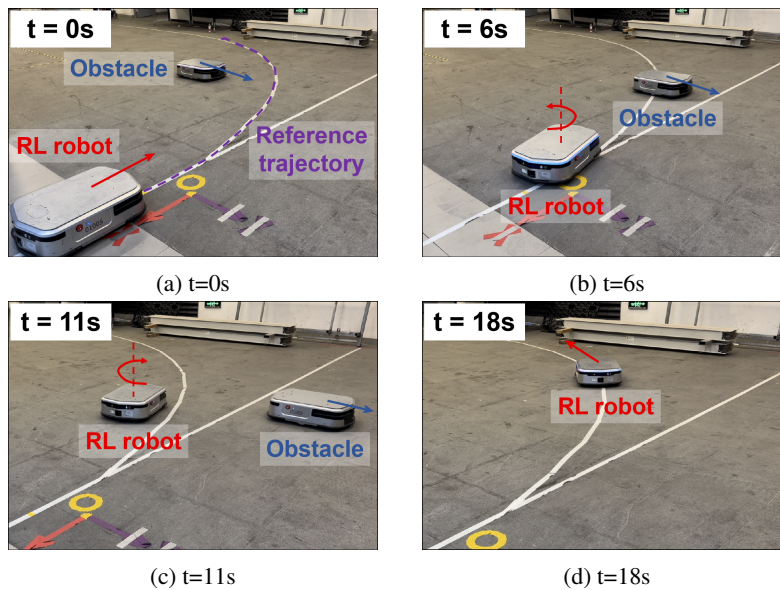 t = 0s
Obstacle
RL robot
Reference
trajectory
01005
(a) t=0s
t = 6s
Obstacle
RL robot
(b) t=6s
t = 11s
RL robot
Obstacle
(c) t=11s
t = 18s
RL robot
(d) t=18s